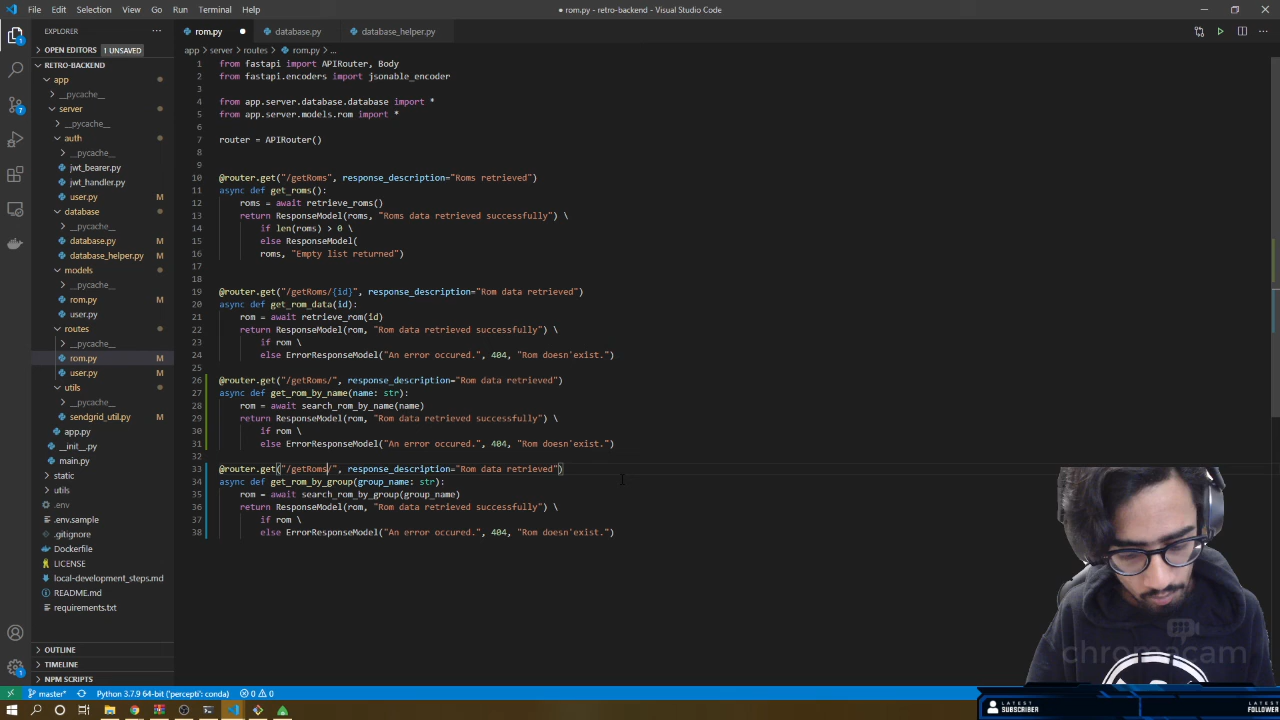 File Edit Selection View Go Run Terminal Help
● rom.py - retro-backend - Visual Studio Code
EXPLORER
OPEN EDITORS 1 UNSAVED
RETRO-BACKEND
app
__pycache__
server
__pycache__
auth
__pycache__
jwt_bearer.py
jwt_handler.py
user.py M
database
__pycache__
database.py M
database_helper.py M
models
__pycache__
rom.py M
user.py
routes
__pycache__
rom.py M
user.py M
utils
__pycache__
sendgrid_util.py M
app.py
__init__.py
main.py
static
utils
.env
.env.sample
.gitignore
Dockerfile
LICENSE
local-development_steps.md
README.md
requirements.txt
OUTLINE
TIMELINE
NPM SCRIPTS
rom.py ● database.py database_helper.py
app > server > routes > rom.py > ...
1 from fastapi import APIRouter, Body
2 from fastapi.encoders import jsonable_encoder
3
4 from app.server.database.database import *
5 from app.server.models.rom import *
6
7 router = APIRouter()
8
9
10 @router.get("/getRoms", response_description="Roms retrieved")
11 async def get_roms():
12 roms = await retrieve_roms()
13 return ResponseModel(roms, "Roms data retrieved successfully") \
14 if len(roms) > 0 \
15 else ResponseModel(
16 roms, "Empty list returned")
17
18
19 @router.get("/getRoms/{id}", response_description="Rom data retrieved")
20 async def get_rom_data(id):
21 rom = await retrieve_rom(id)
22 return ResponseModel(rom, "Rom data retrieved successfully") \
23 if rom \
24 else ErrorResponseModel("An error occured.", 404, "Rom doesn'exist.")
25
26 @router.get("/getRoms/", response_description="Rom data retrieved")
27 async def get_rom_by_name(name: str):
28 rom = await search_rom_by_name(name)
29 return ResponseModel(rom, "Rom data retrieved successfully") \
30 if rom \
31 else ErrorResponseModel("An error occured.", 404, "Rom doesn'exist.")
32
33 @router.get("/getRoms/", response_description="Rom data retrieved")
34 async def get_rom_by_group(group_name: str):
35 rom = await search_rom_by_group(group_name)
36 return ResponseModel(rom, "Rom data retrieved successfully") \
37 if rom \
38 else ErrorResponseModel("An error occured.", 404, "Rom doesn'exist.")
chromacam
master* Python 3.7.9 64-bit ('percepti': conda) 0 0
LATEST
SUBSCRIBER
LATEST
FOLLOWER